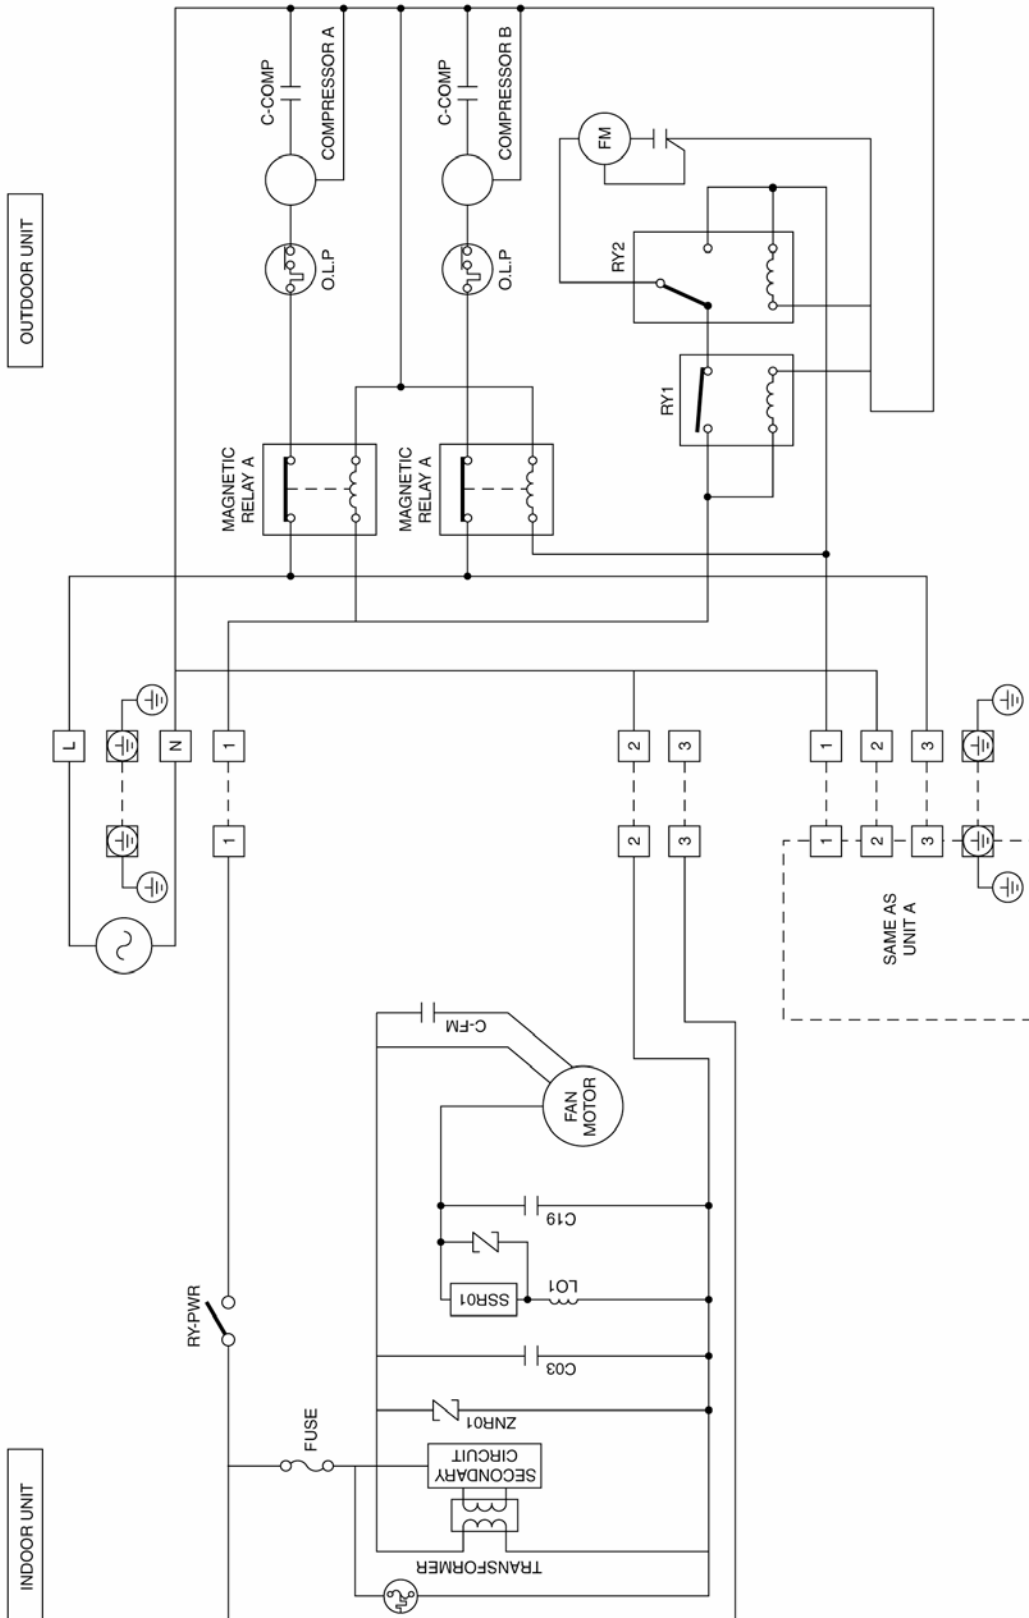 OUTDOOR UNIT
C-COMP
COMPRESSOR A
O.L.P
MAGNETIC
RELAY A
C-COMP
COMPRESSOR B
O.L.P
MAGNETIC
RELAY A
FM
RY2
RY1
L
N
1
2
3
1
2
3
1
2
3
1
2
3
SAME AS
UNIT A
INDOOR UNIT
RY-PWR
FUSE
C-FM
FAN
MOTOR
C19
SSR01
LO1
C03
ZNR01
SECONDARY
CIRCUIT
TRANSFORMER